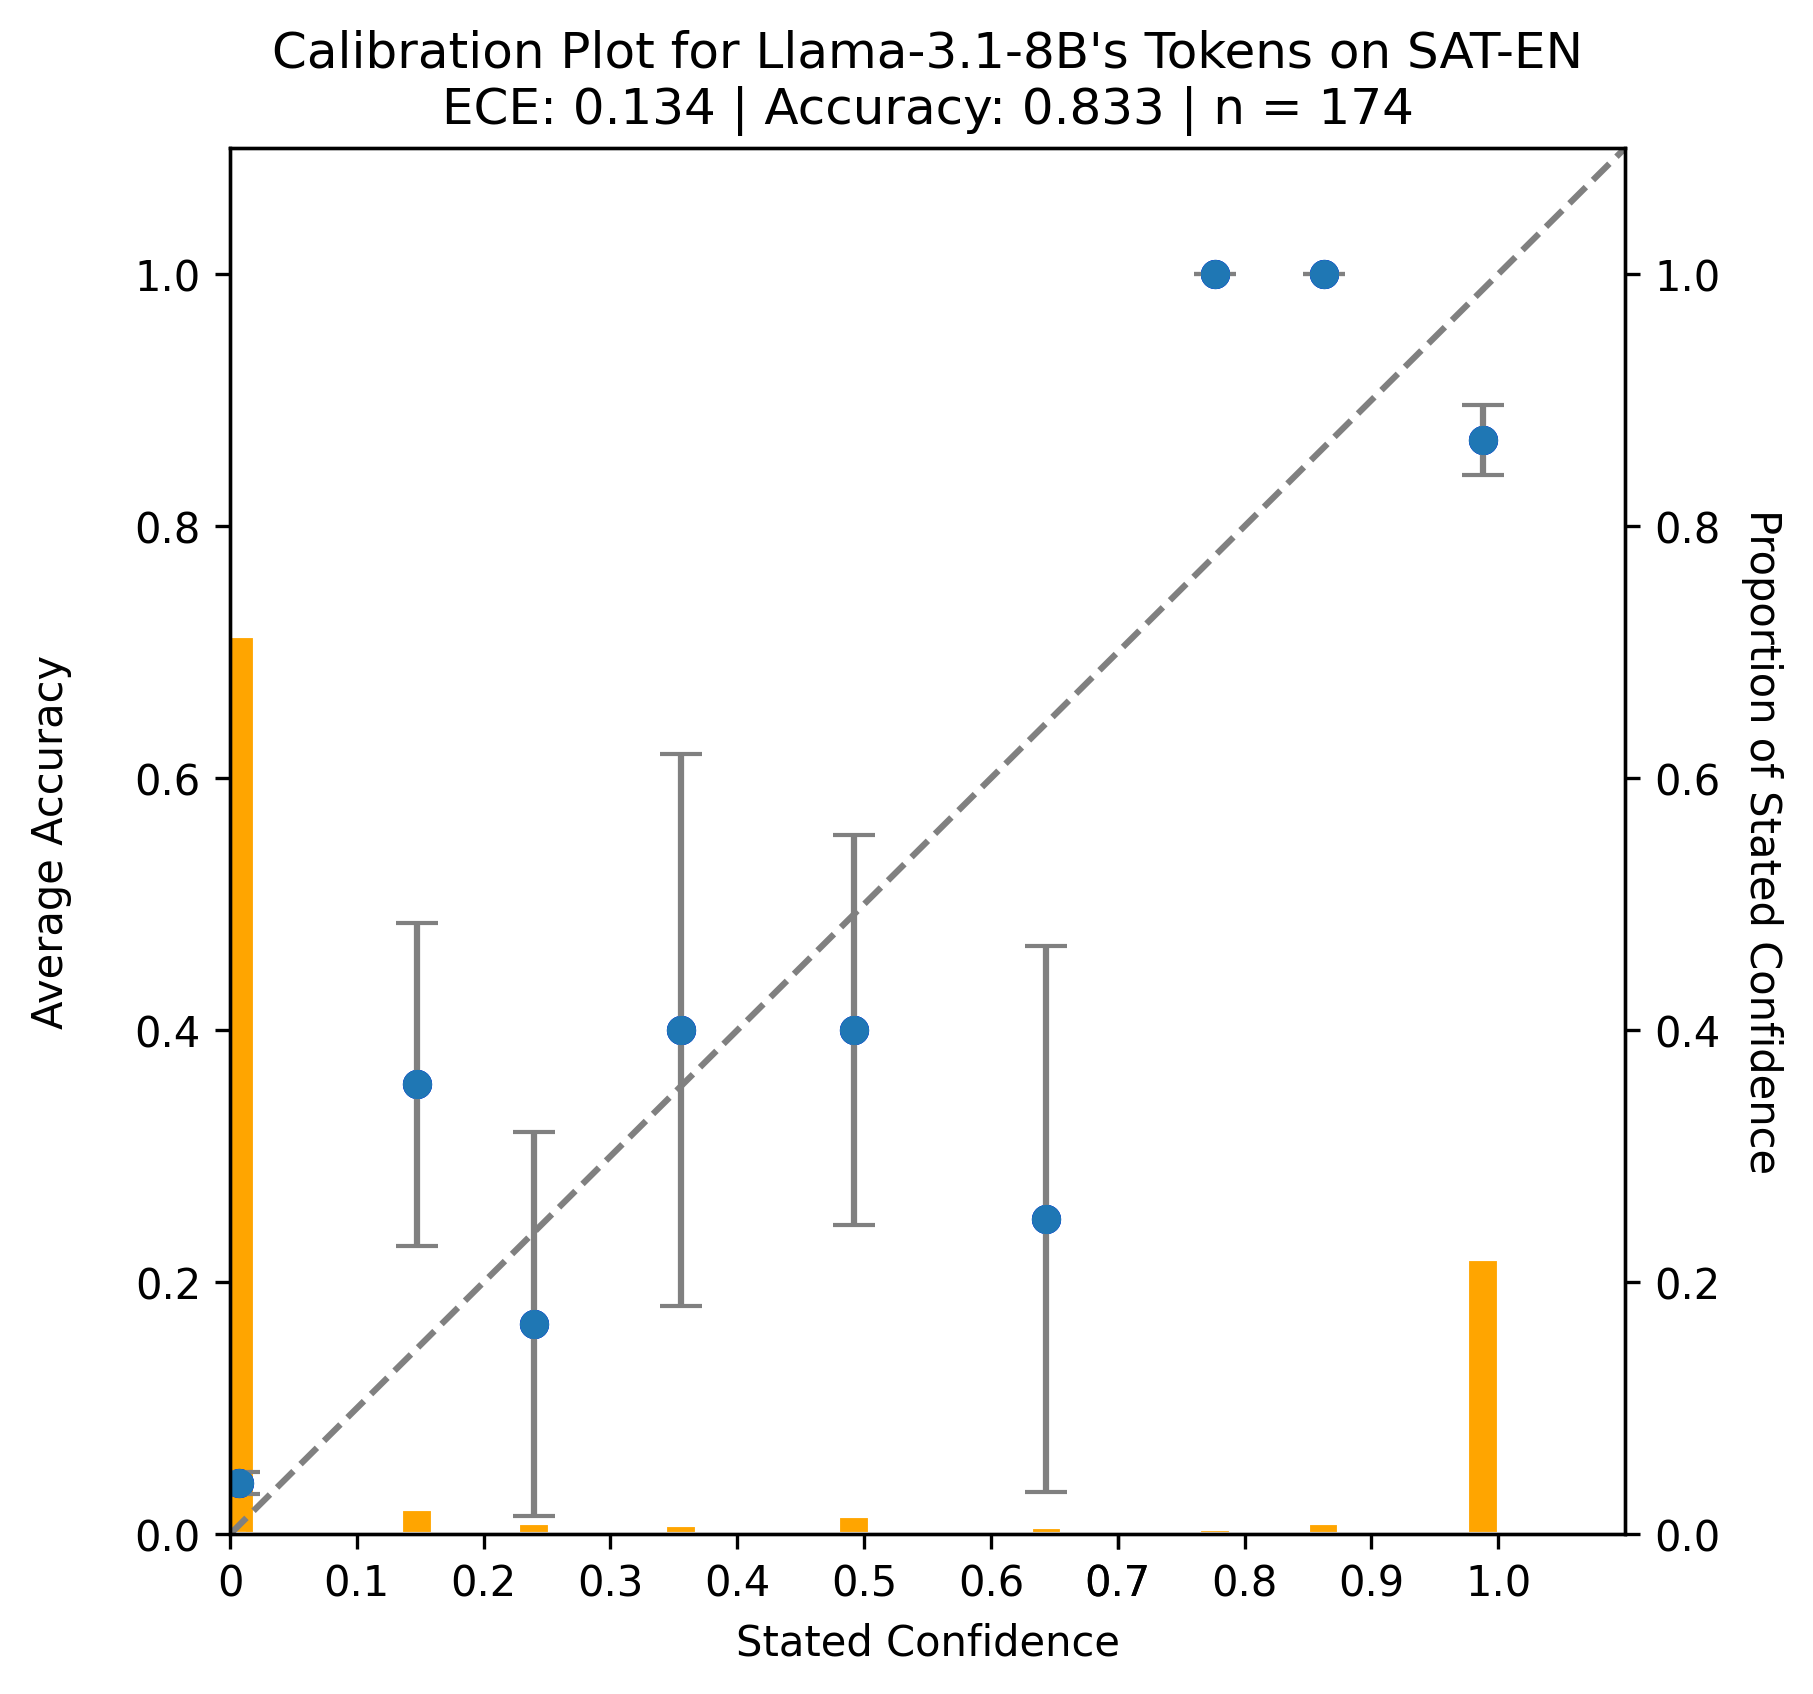 Calibration Plot for Llama-3.1-8B's Tokens on SAT-EN
ECE: 0.134 | Accuracy: 0.833 | n = 174
Average Accuracy
1.0
0.8
0.6
0.4
0.2
0.0
1.0
0.8
0.6
0.4
0.2
0.0
Proportion of Stated Confidence
0 0.1 0.2 0.3 0.4 0.5 0.6 0.7 0.8 0.9 1.0
Stated Confidence